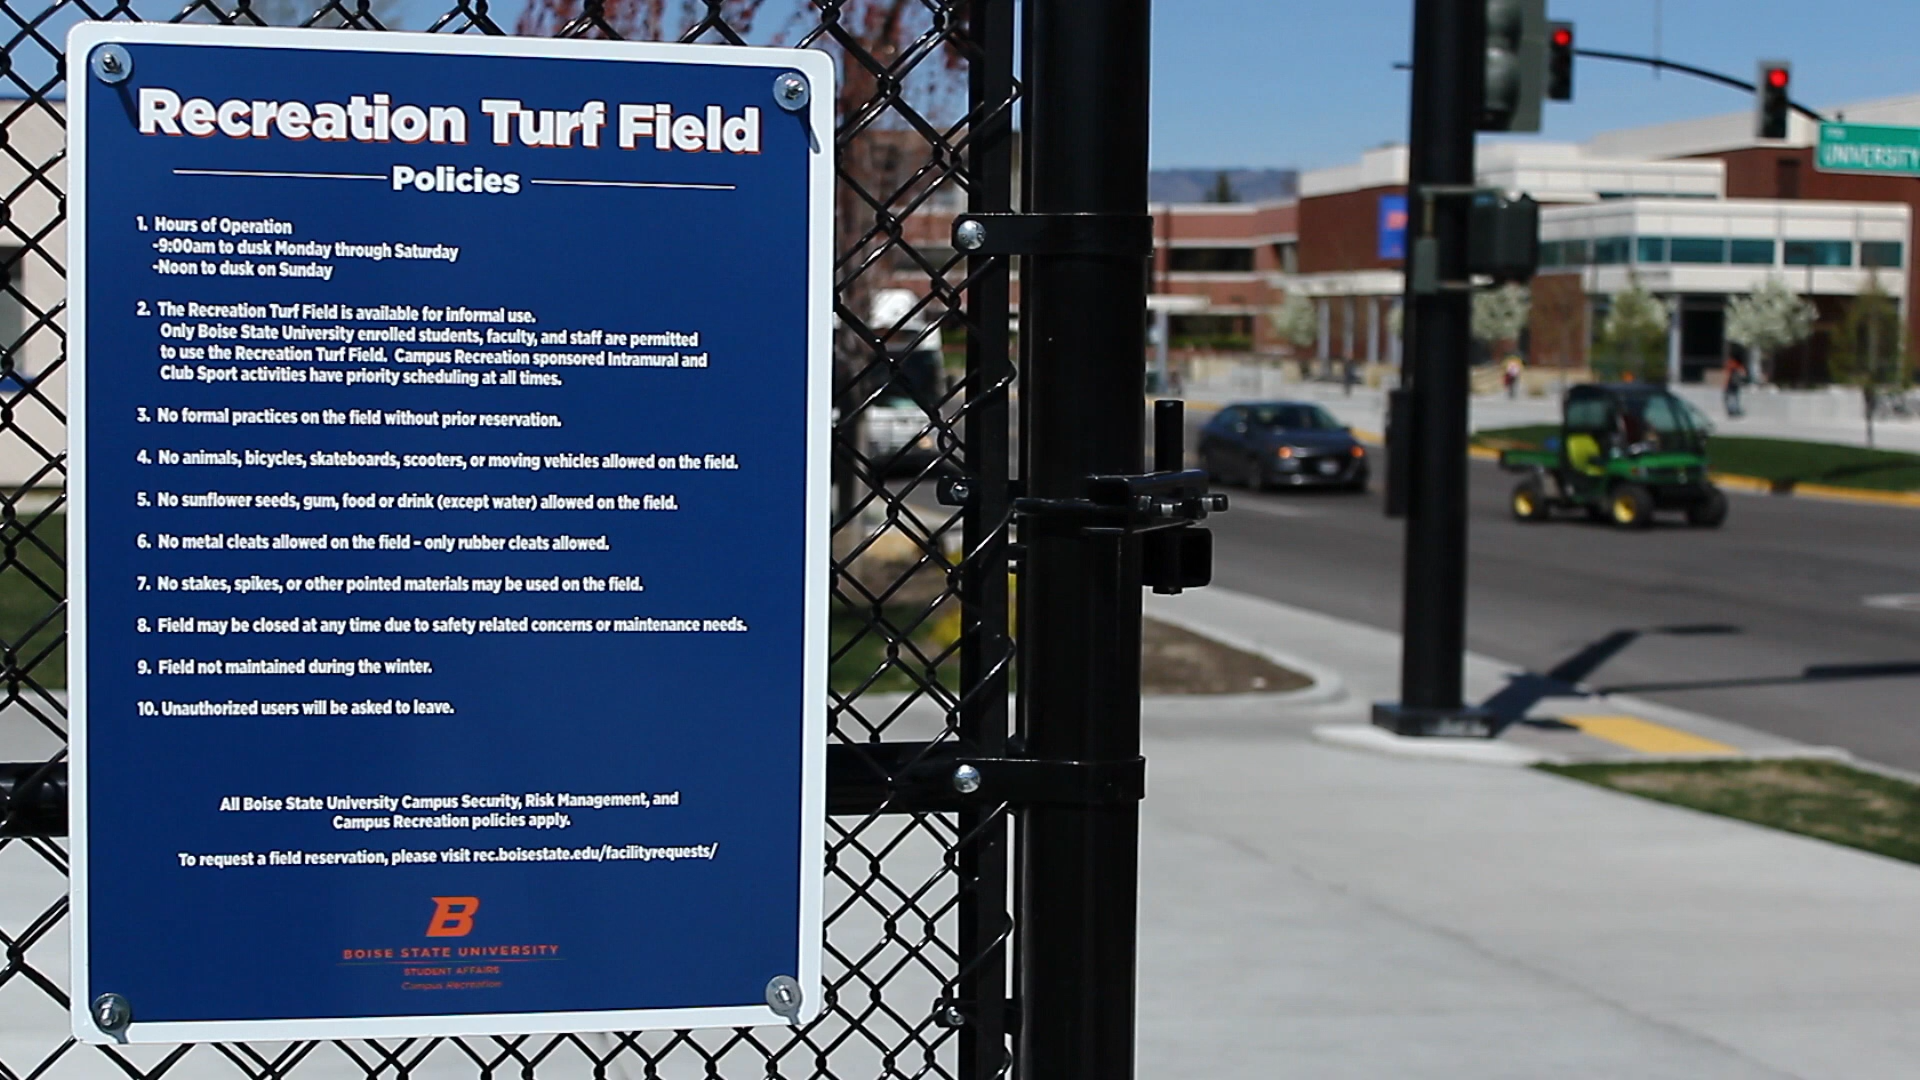 Recreation Turf Field
Policies
1. Hours of Operation
-9:00am to dusk Monday through Saturday
-Noon to dusk on Sunday
2. The Recreation Turf Field is available for informal use.
Only Boise State University enrolled students, faculty, and staff are permitted
to use the Recreation Turf Field. Campus Recreation sponsored Intramural and
Club Sport activities have priority scheduling at all times.
3. No formal practices on the field without prior reservation.
4. No animals, bicycles, skateboards, scooters, or moving vehicles allowed on the field.
5. No sunflower seeds, gum, food or drink (except water) allowed on the field.
6. No metal cleats allowed on the field – only rubber cleats allowed.
7. No stakes, spikes, or other pointed materials may be used on the field.
8. Field may be closed at any time due to safety related concerns or maintenance needs.
9. Field not maintained during the winter.
10. Unauthorized users will be asked to leave.
All Boise State University Campus Security, Risk Management, and
Campus Recreation policies apply.
To request a field reservation, please visit rec.boisestate.edu/facilityrequests/
B
BOISE STATE UNIVERSITY
STUDENT AFFAIRS
Campus Recreation
UNIVERSITY